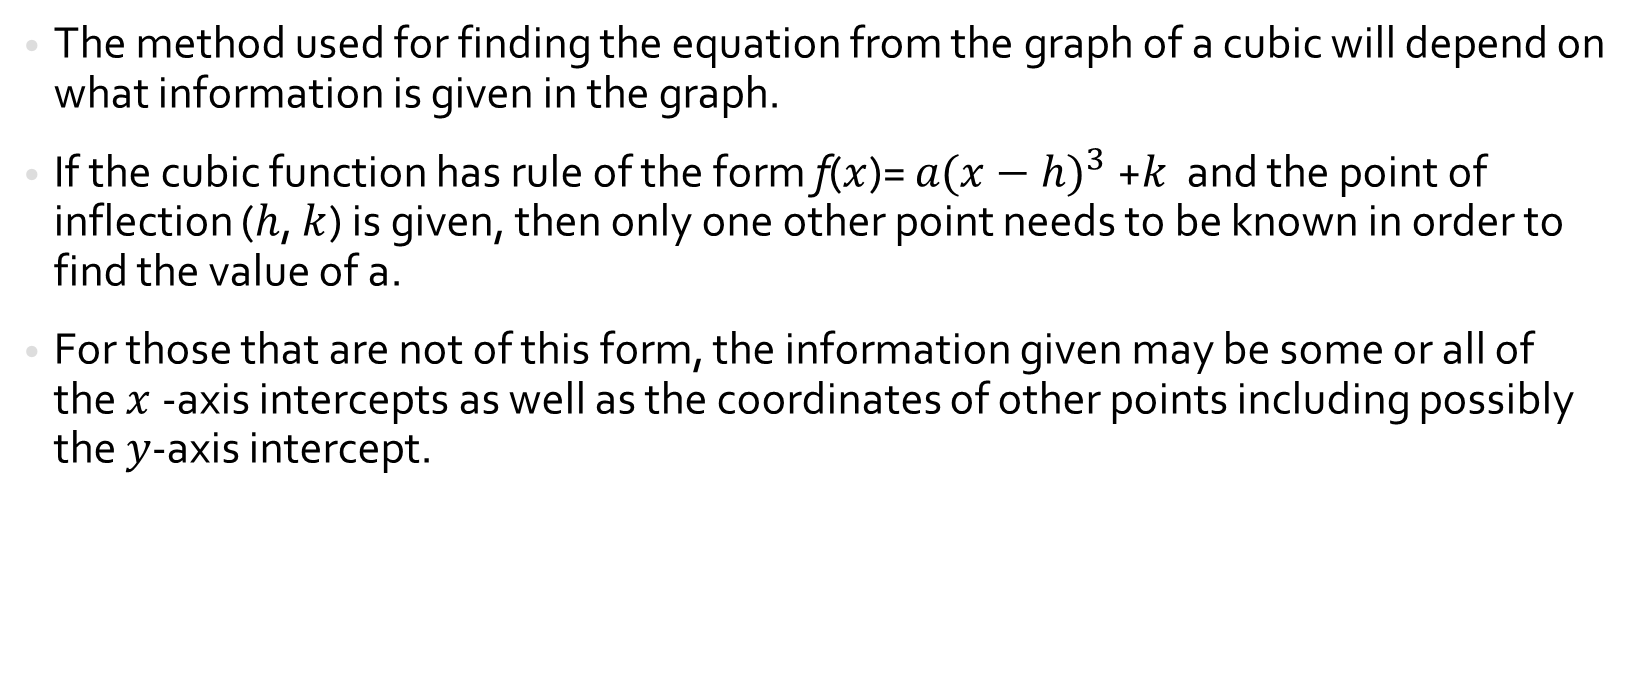 • The method used for finding the equation from the graph of a cubic will depend on
what information is given in the graph.
• If the cubic function has rule of the form f(x)= a(x − h)³ +k and the point of
inflection (h, k) is given, then only one other point needs to be known in order to
find the value of a.
• For those that are not of this form, the information given may be some or all of
the x -axis intercepts as well as the coordinates of other points including possibly
the y-axis intercept.